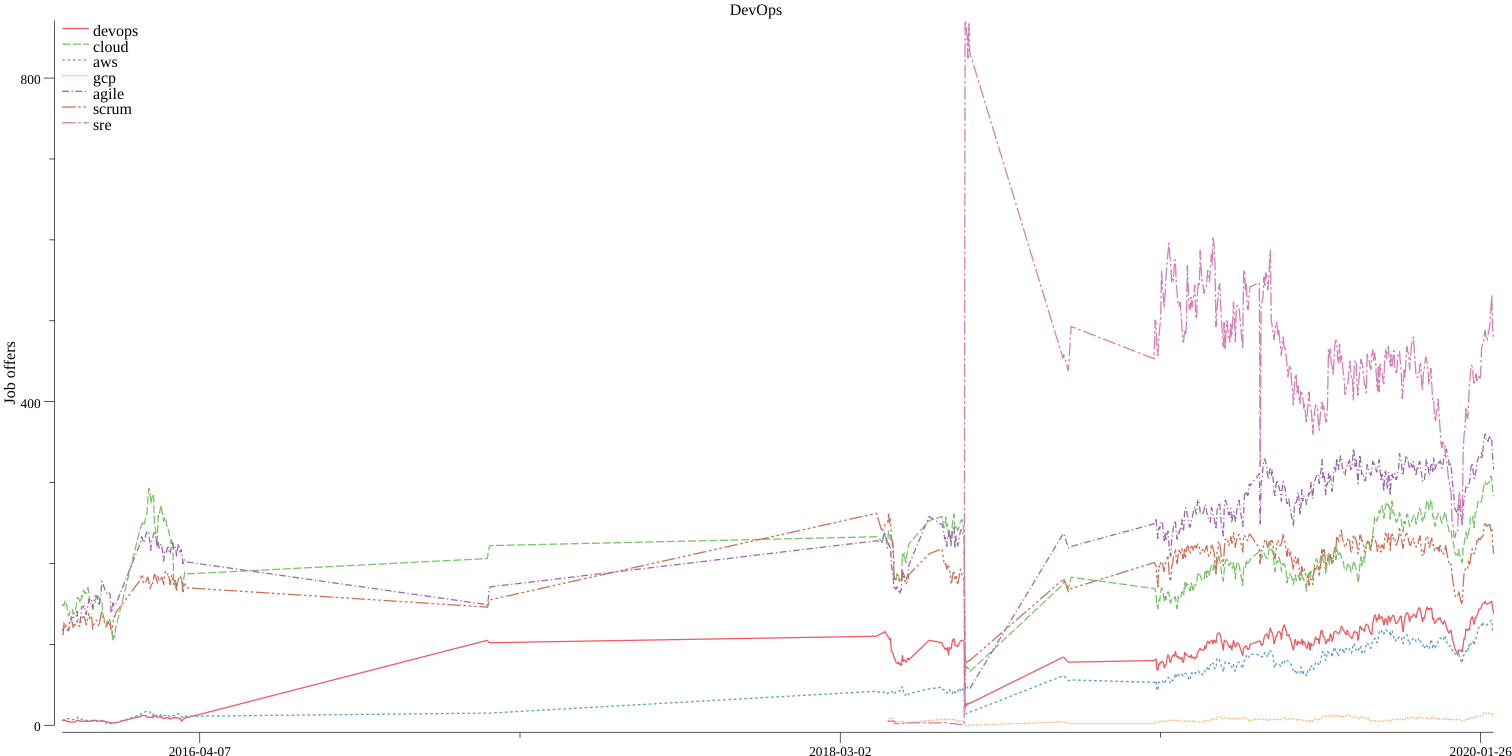 DevOps
devops
cloud
aws
gcp
agile
scrum
sre
800
400
0
Job offers
2016-04-07
2018-03-02
2020-01-26